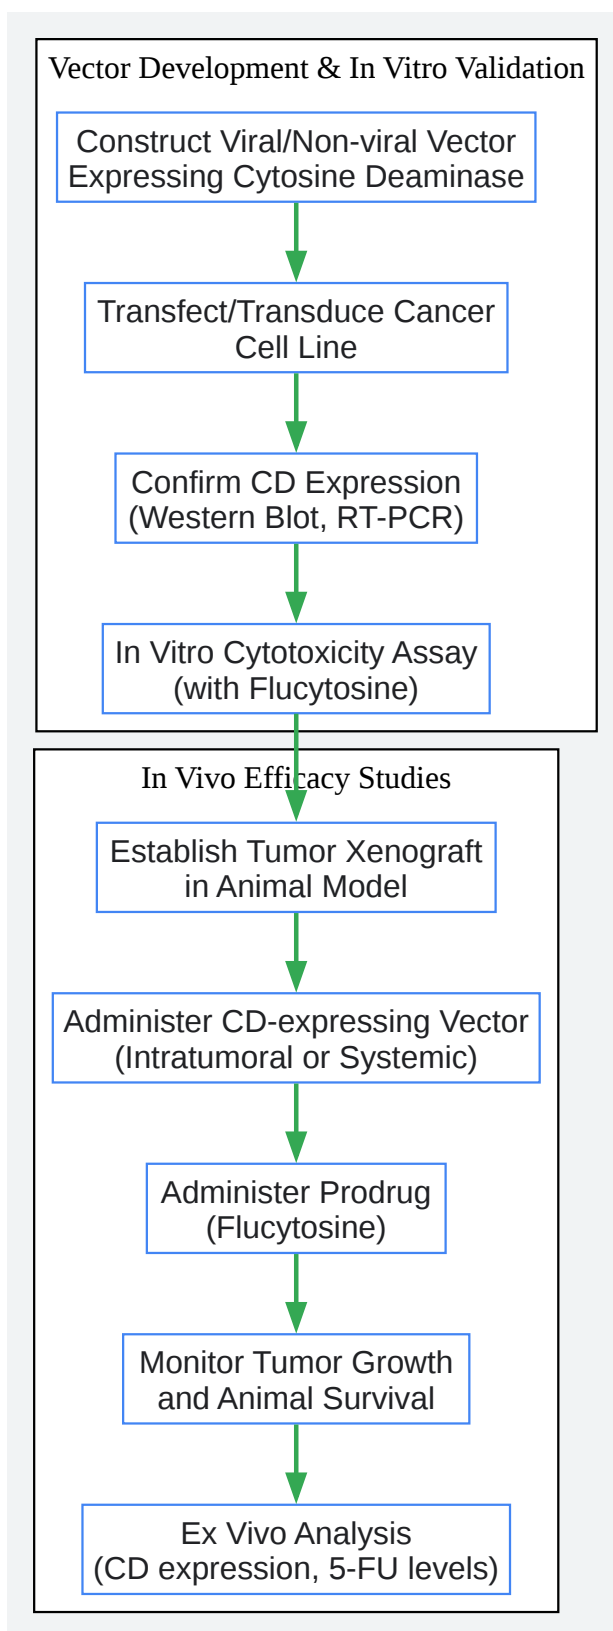 Vector Development & In Vitro Validation
Construct Viral/Non-viral Vector
Expressing Cytosine Deaminase
Transfect/Transduce Cancer
Cell Line
Confirm CD Expression
(Western Blot, RT-PCR)
In Vitro Cytotoxicity Assay
(with Flucytosine)
In Vivo Efficacy Studies
Establish Tumor Xenograft
in Animal Model
Administer CD-expressing Vector
(Intratumoral or Systemic)
Administer Prodrug
(Flucytosine)
Monitor Tumor Growth
and Animal Survival
Ex Vivo Analysis
(CD expression, 5-FU levels)